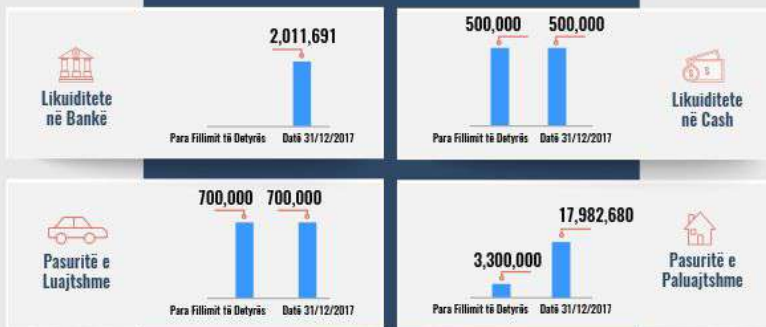 2,011,691
Likuiditete
në Bankë
Para Fillimit të Detyrës Datë 31/12/2017
500,000 500,000
Likuiditete
në Cash
Para Fillimit të Detyrës Datë 31/12/2017
700,000 700,000
Pasuritë e
Luajtshme
Para Fillimit të Detyrës Datë 31/12/2017
17,982,680
3,300,000
Pasuritë e
Paluajtshme
Para Fillimit të Detyrës Datë 31/12/2017